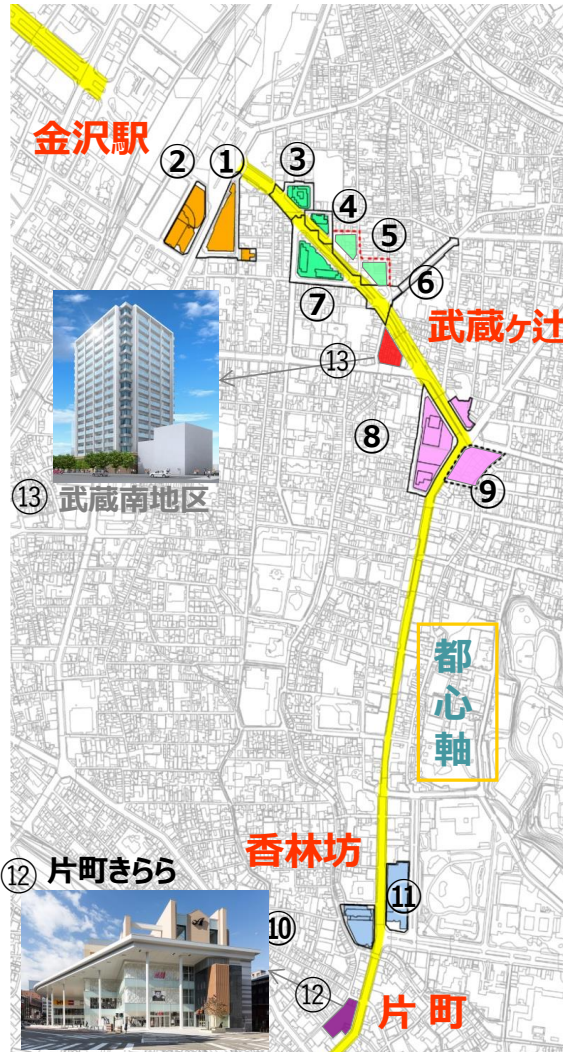 金沢駅
②
①
③
④
⑤
⑥
⑦
武蔵ヶ辻
⑬
⑧
⑨
⑬ 武蔵南地区
都心軸
香林坊
⑫ 片町きらら
⑪
⑩
⑫
片町